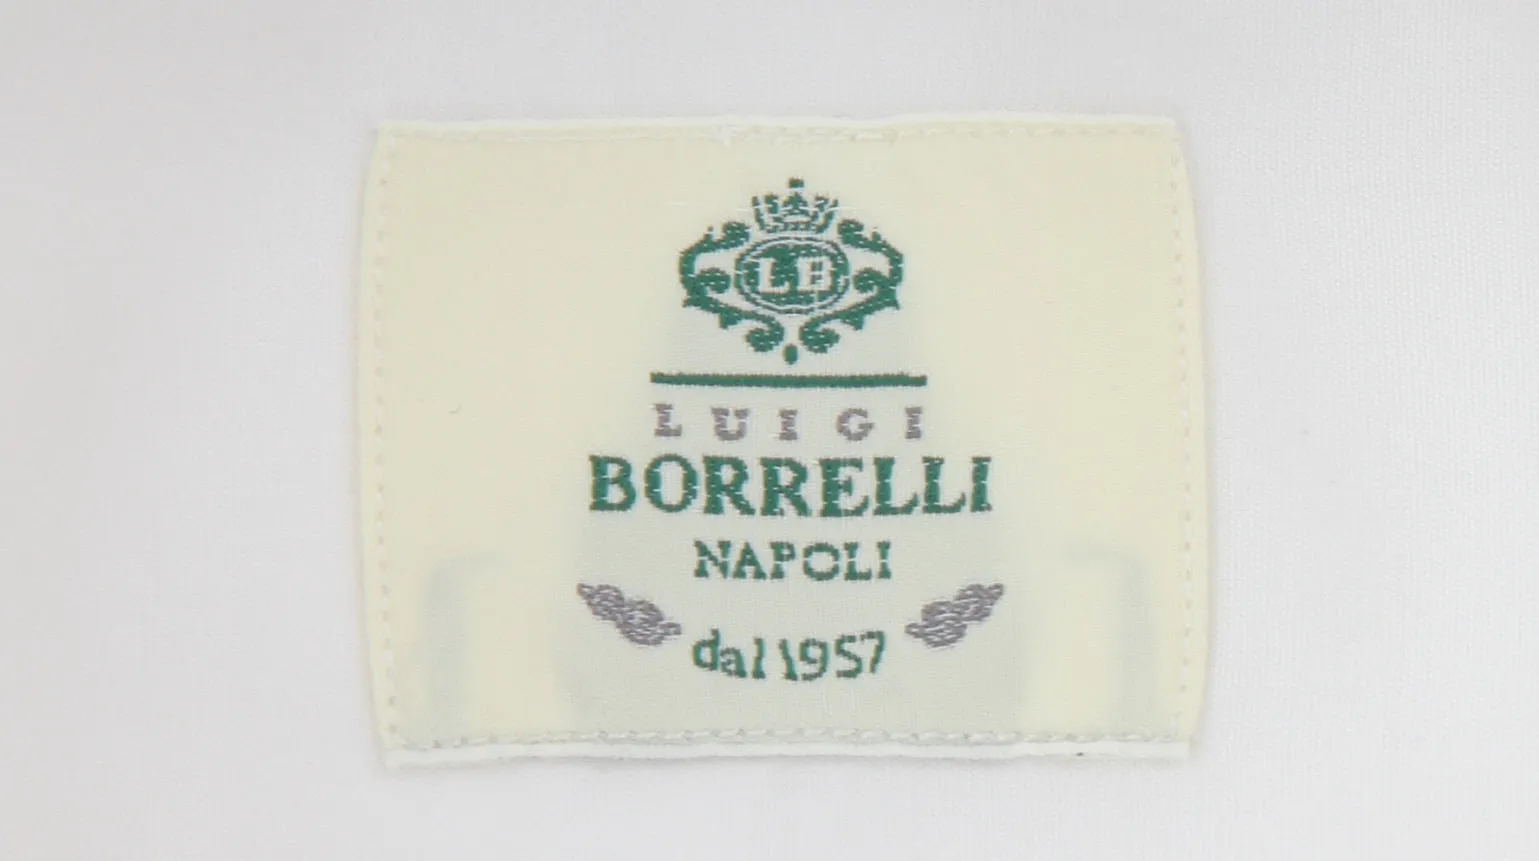 LB
LUIGI
BORRELLI
NAPOLI
dal 1957